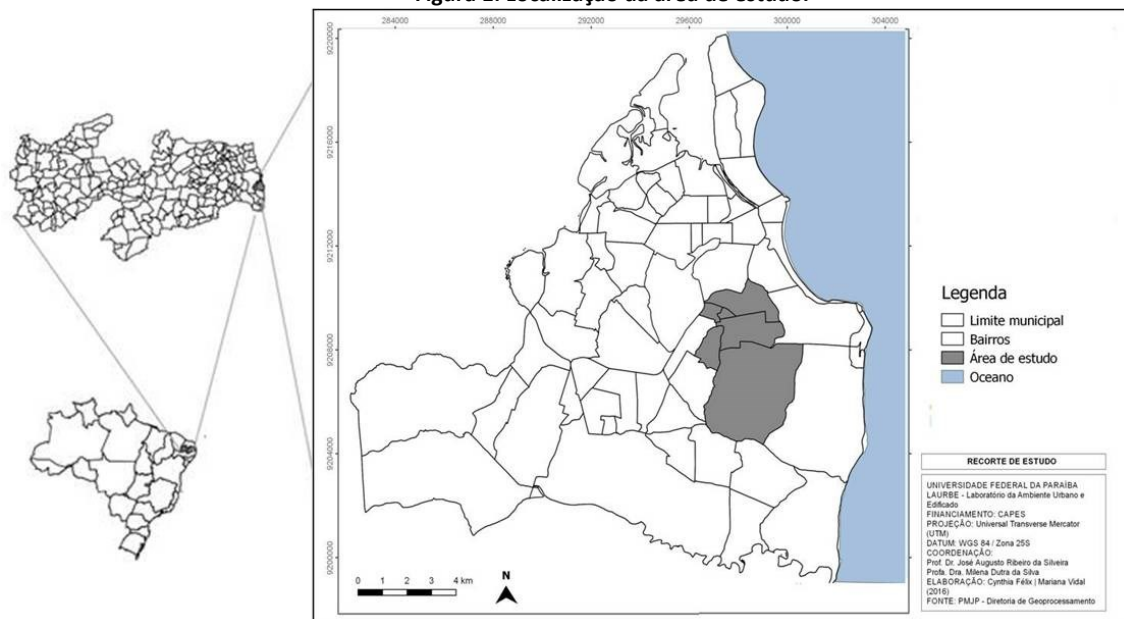 Figura 1: Localização da área de estudo.
284000 288000 292000 296000 300000 304000
9220000
9216000
9212000
9208000
9204000
9200000
Legenda
Limite municipal
Bairros
Área de estudo
Oceano
0 1 2 3 4 km
N
RECORTE DE ESTUDO
UNIVERSIDADE FEDERAL DA PARAÍBA
LAURBE - Laboratório da Ambiente Urbano e
Edificado
FINANCIAMENTO: CAPES
PROJEÇÃO: Universal Transverse Mercator
(UTM)
DATUM: WGS 84 / Zona 25S
COORDENAÇÃO:
Prof. Dr. José Augusto Ribeiro da Silveira
Profa. Dra. Milena Dutra da Silva
ELABORAÇÃO: Cynthia Félix | Mariana Vidal
(2016)
FONTE: PMJP - Diretoria de Geoprocessamento